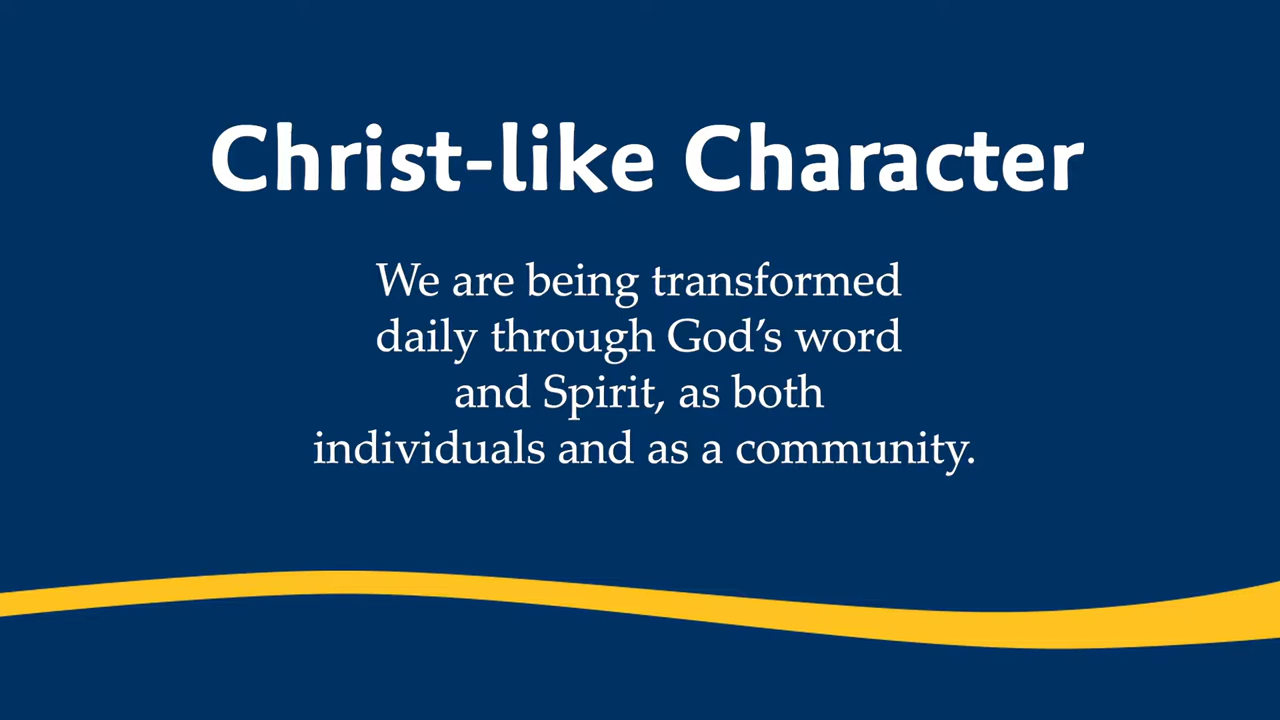 Christ-like Character
We are being transformed
daily through God’s word
and Spirit, as both
individuals and as a community.